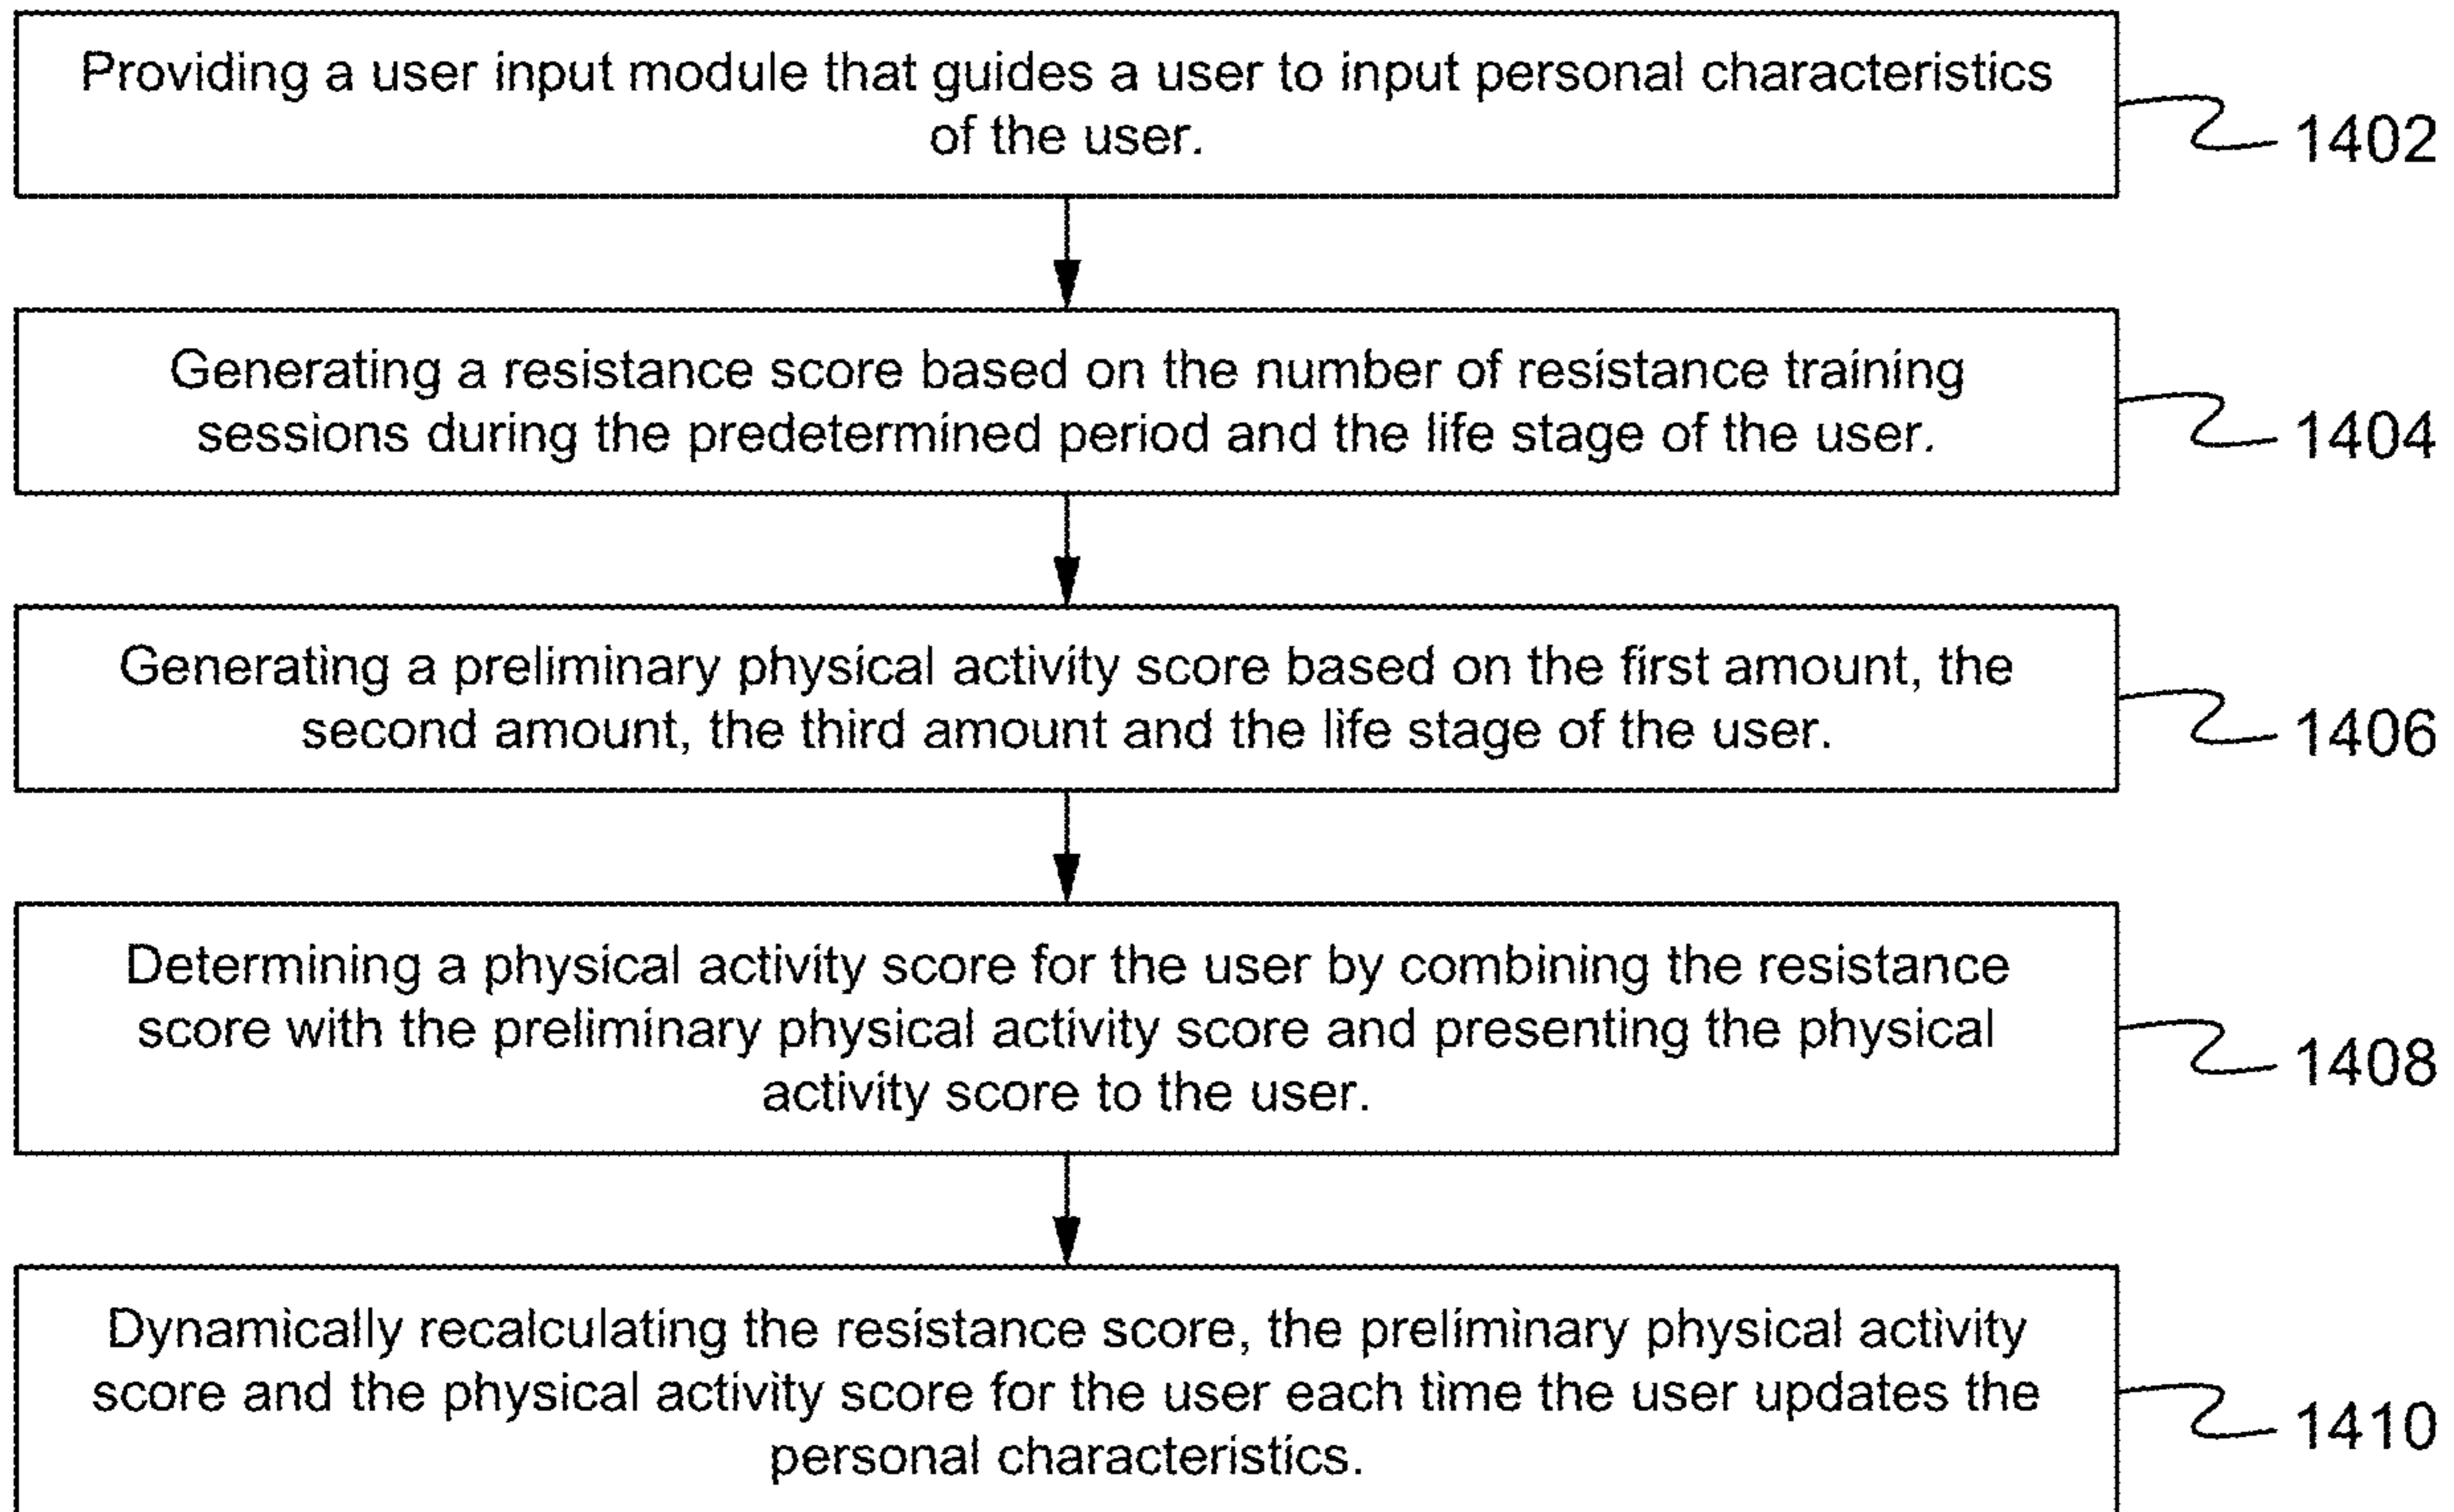 Providing a user input module that guides a user to input personal characteristics
of the user.
1402
Generating a resistance score based on the number of resistance training
sessions during the predetermined period and the life stage of the user.
1404
Generating a preliminary physical activity score based on the first amount, the
second amount, the third amount and the life stage of the user.
1406
Determining a physical activity score for the user by combining the resistance
score with the preliminary physical activity score and presenting the physical
activity score to the user.
1408
Dynamically recalculating the resistance score, the preliminary physical activity
score and the physical activity score for the user each time the user updates the
personal characteristics.
1410